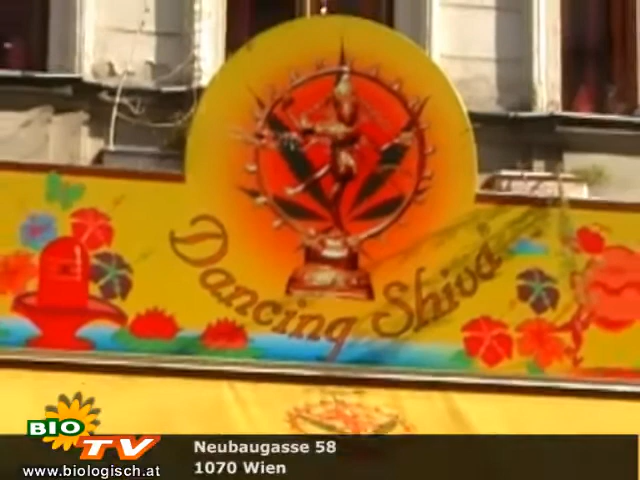 Dancing Shiva
BIO
TV
www.biologisch.at
Neubaugasse 58
1070 Wien